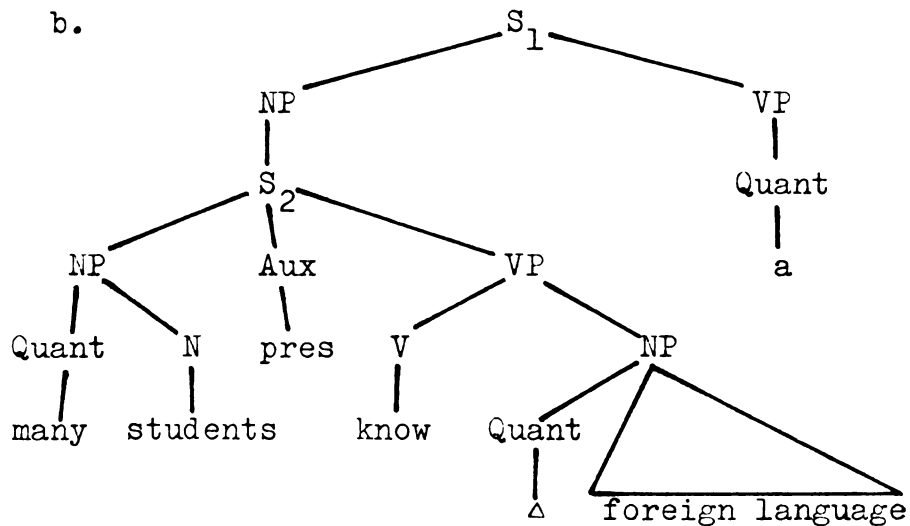 b.
S1
NP VP
S2 Quant
NP Aux VP a
Quant N pres V NP
many students know Quant
△ foreign language